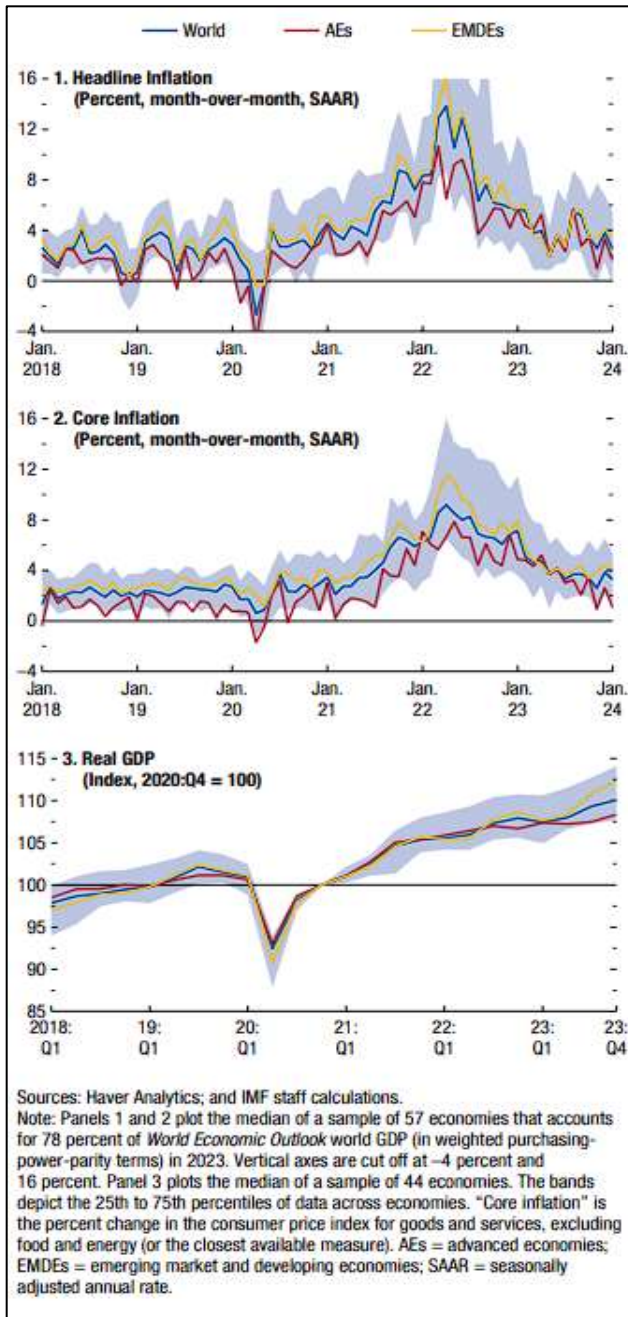 World AEs EMDEs
16 – 1. Headline Inflation
(Percent, month-over-month, SAAR)
12 –
8 –
4 –
0
–4
Jan. Jan. Jan. Jan. Jan. Jan. Jan.
2018 19 20 21 22 23 24
16 – 2. Core Inflation
(Percent, month-over-month, SAAR)
12 –
8 –
4 –
0
–4
Jan. Jan. Jan. Jan. Jan. Jan. Jan.
2018 19 20 21 22 23 24
115 – 3. Real GDP
(Index, 2020:Q4 = 100)
110 –
105 –
100
95 –
90 –
85
2018: 19: 20: 21: 22: 23: 23:
Q1 Q1 Q1 Q1 Q1 Q1 Q4
Sources: Haver Analytics; and IMF staff calculations.
Note: Panels 1 and 2 plot the median of a sample of 57 economies that accounts
for 78 percent of World Economic Outlook world GDP (in weighted purchasing-
power-parity terms) in 2023. Vertical axes are cut off at –4 percent and
16 percent. Panel 3 plots the median of a sample of 44 economies. The bands
depict the 25th to 75th percentiles of data across economies. “Core inflation” is
the percent change in the consumer price index for goods and services, excluding
food and energy (or the closest available measure). AEs = advanced economies;
EMDEs = emerging market and developing economies; SAAR = seasonally
adjusted annual rate.